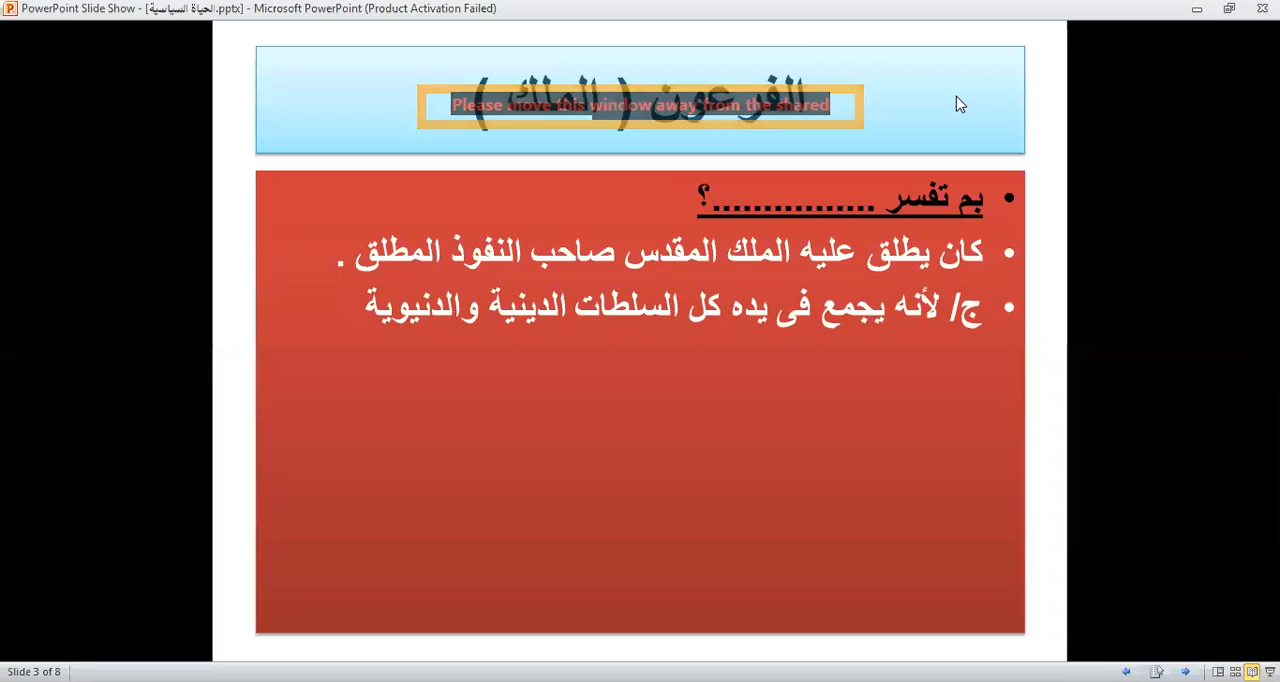 PowerPoint Slide Show - [الحياة السياسية.pptx] - Microsoft PowerPoint (Product Activation Failed)
الفرعون ( الملك )
Please move this window away from the shared
• بم تفسر ................؟
• كان يطلق عليه الملك المقدس صاحب النفوذ المطلق .
• ج/ لأنه يجمع فى يده كل السلطات الدينية والدنيوية
Slide 3 of 8